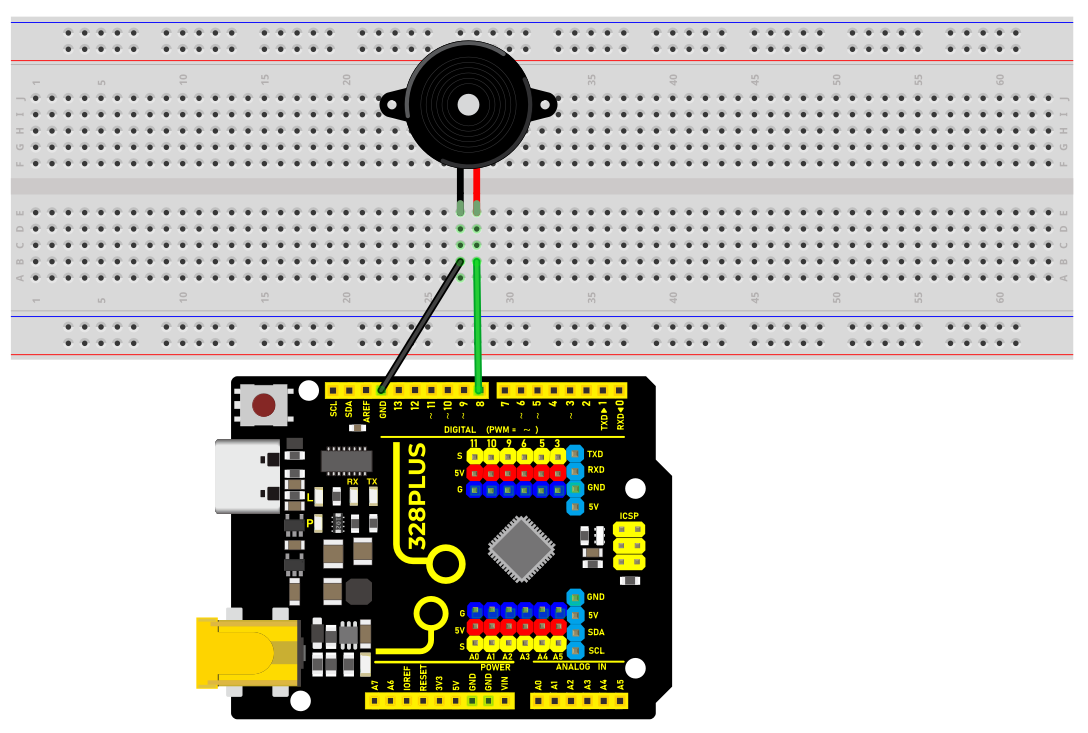 1 5 10 15 20 25 30 35 40 45 50 55 60
J J
I I
H H
G G
F F
E E
D D
C C
B B
A A
1 5 10 15 20 25 30 35 40 45 50 55 60
SCL SDA AREF GND 13 12 ~11 ~10 ~9 8 7 ~6 ~5 4 ~3 2 TXD▶1 RXD◀0
DIGITAL (PWM = ~ )
11 10 9 6 5 3
S TXD
5V RXD
G GND
5V
RX TX
L
P
328PLUS
ICSP
G GND
5V 5V
S SDA
A0 A1 A2 A3 A4 A5 SCL
POWER ANALOG IN
A7 A6 IOREF RESET 3V3 5V GND GND VIN A0 A1 A2 A3 A4 A5